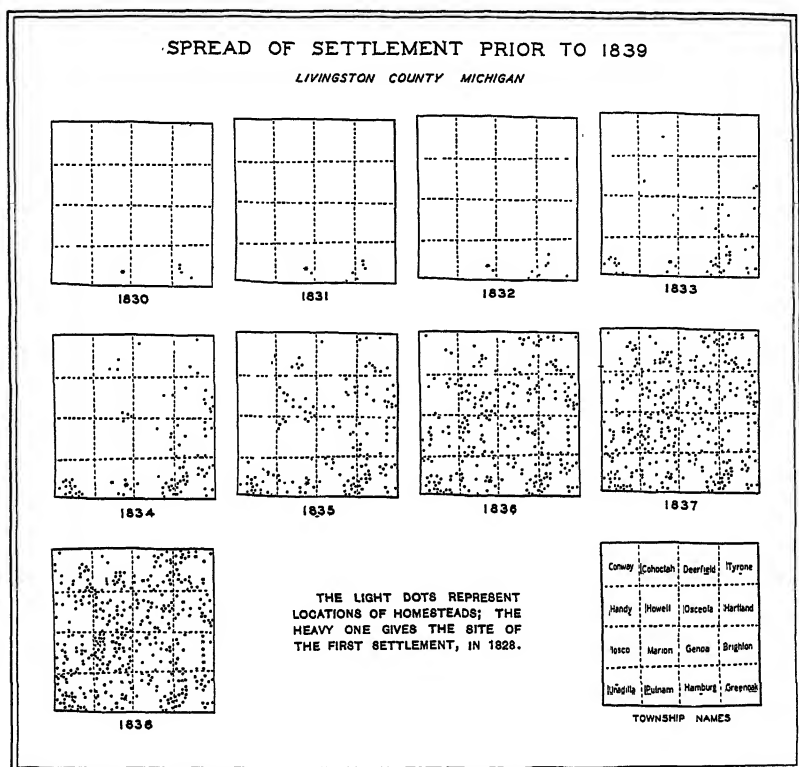 SPREAD OF SETTLEMENT PRIOR TO 1839
LIVINGSTON COUNTY MICHIGAN
1830
1831
1832
1833
1834
1835
1836
1837
1838
THE LIGHT DOTS REPRESENT
LOCATIONS OF HOMESTEADS; THE
HEAVY ONE GIVES THE SITE OF
THE FIRST SETTLEMENT, IN 1828.
Conway Cohoctah Deerfield Tyrone
Handy Howell Osceola Hartland
Iosco Marion Genoa Brighton
Unadilla Putnam Hamburg Greenoak
TOWNSHIP NAMES